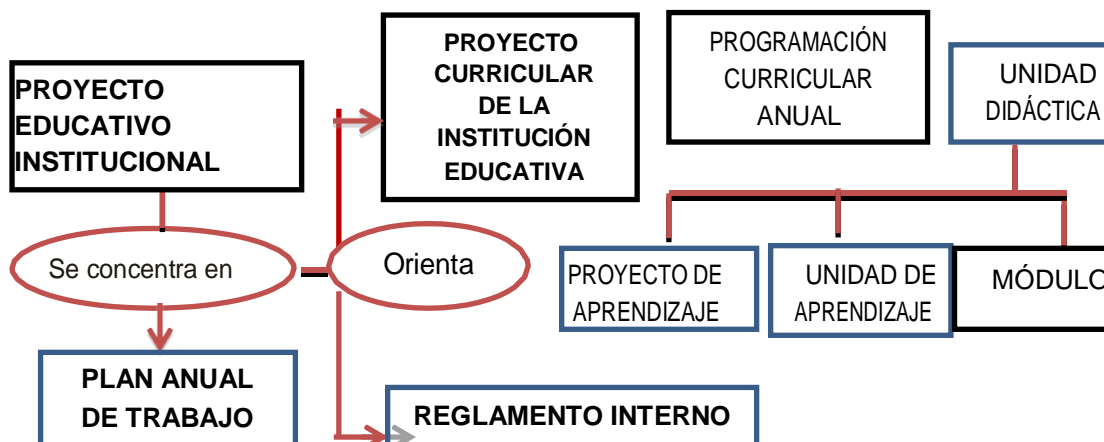 PROYECTO
EDUCATIVO
INSTITUCIONAL
PROYECTO
CURRICULAR
DE LA
INSTITUCIÓN
EDUCATIVA
PROGRAMACIÓN
CURRICULAR
ANUAL
UNIDAD
DIDÁCTICA
Se concentra en
Orienta
PROYECTO DE
APRENDIZAJE
UNIDAD DE
APRENDIZAJE
MÓDULO
PLAN ANUAL
DE TRABAJO
REGLAMENTO INTERNO